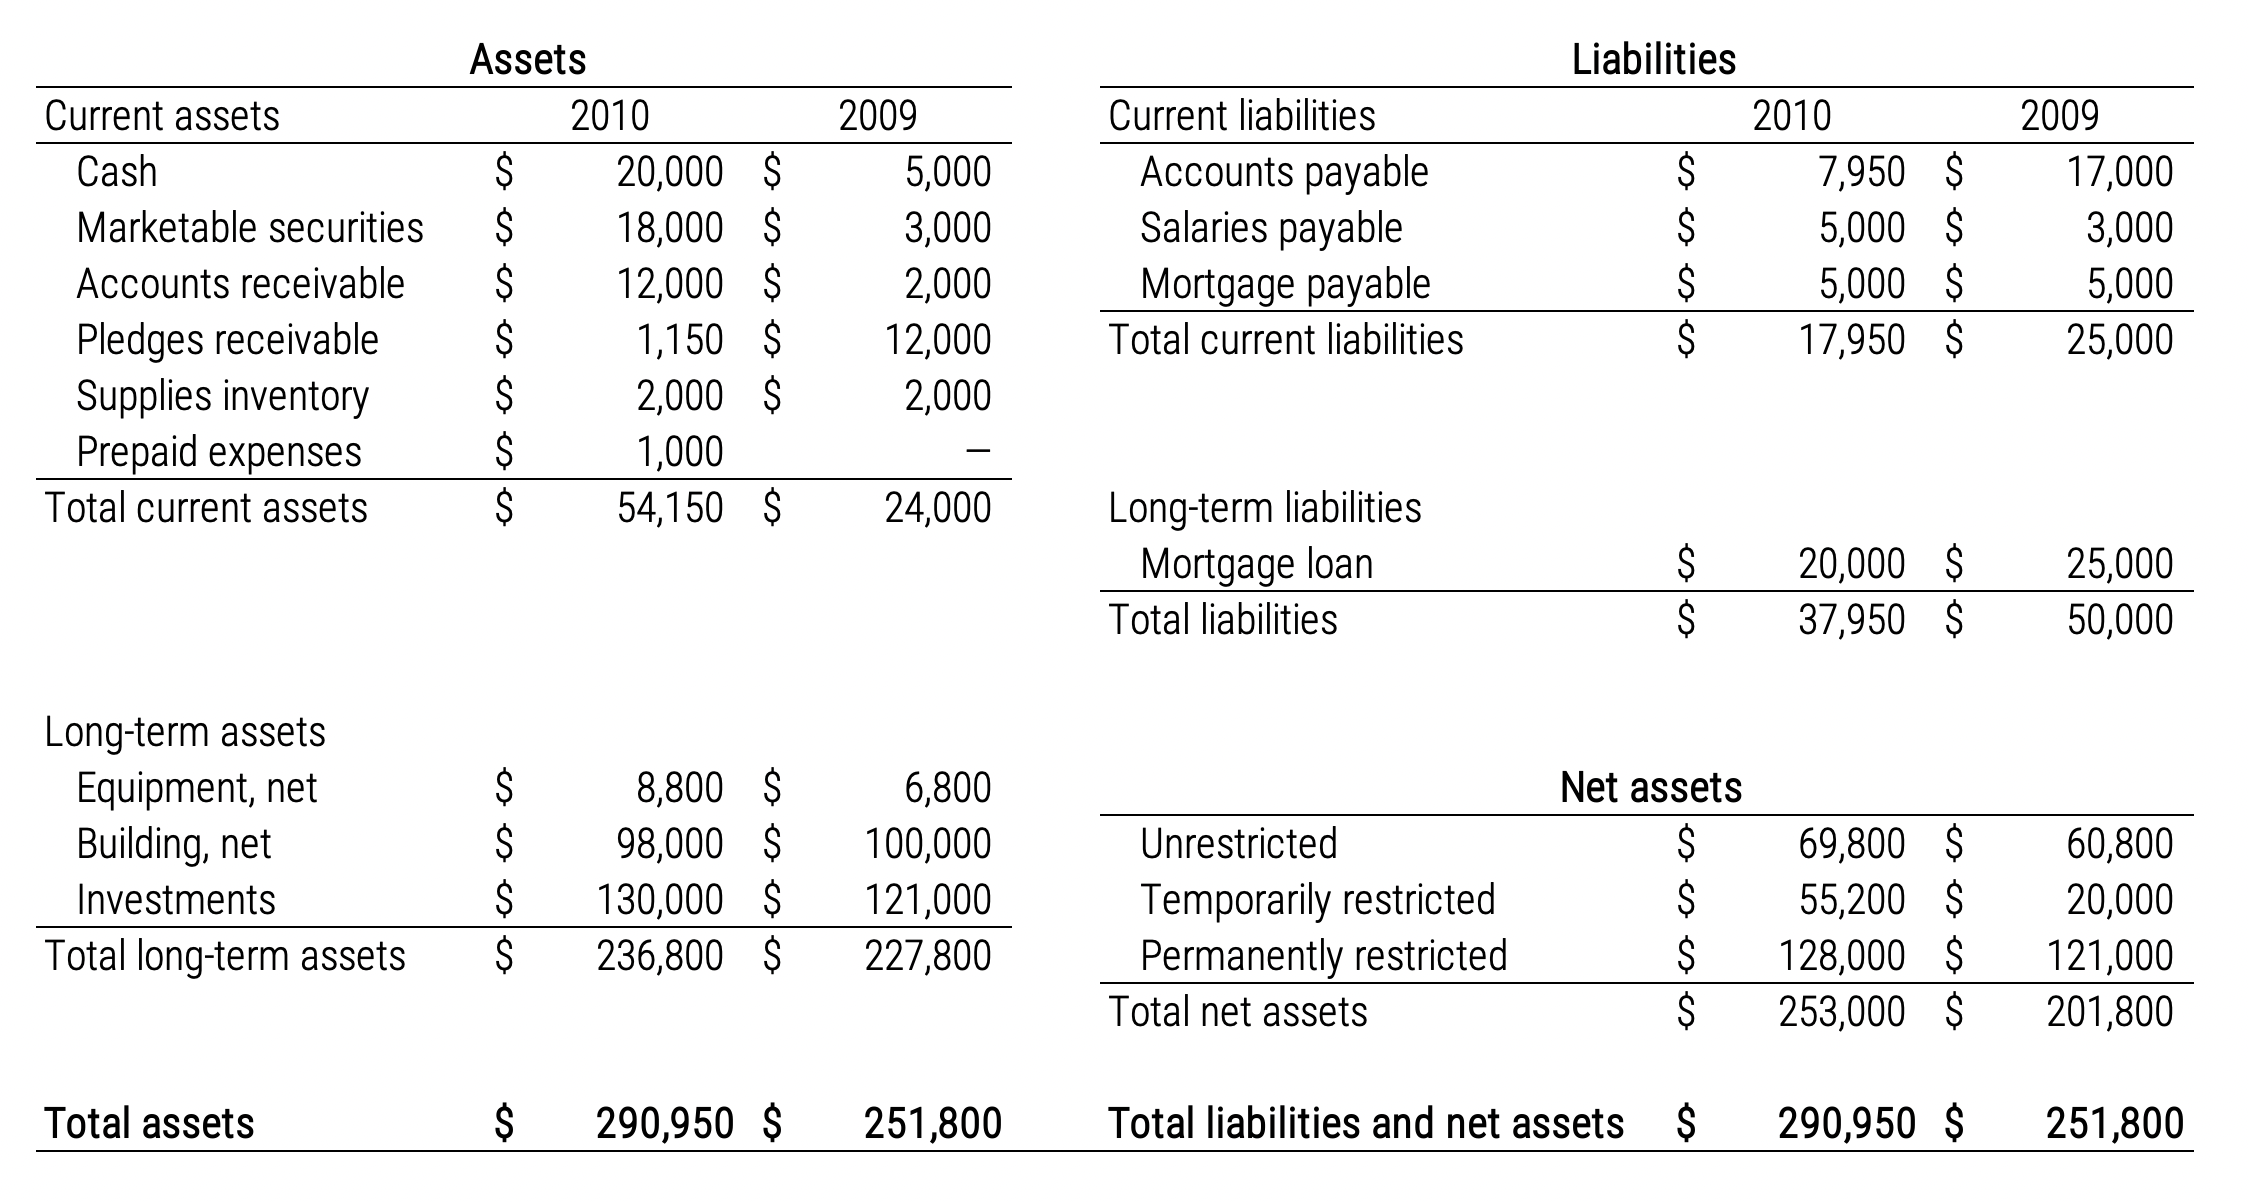 Assets
Current assets 2010 2009
Cash $ 20,000 $ 5,000
Marketable securities $ 18,000 $ 3,000
Accounts receivable $ 12,000 $ 2,000
Pledges receivable $ 1,150 $ 12,000
Supplies inventory $ 2,000 $ 2,000
Prepaid expenses $ 1,000 –
Total current assets $ 54,150 $ 24,000
Long-term assets
Equipment, net $ 8,800 $ 6,800
Building, net $ 98,000 $ 100,000
Investments $ 130,000 $ 121,000
Total long-term assets $ 236,800 $ 227,800
Total assets $ 290,950 $ 251,800
Liabilities
Current liabilities 2010 2009
Accounts payable $ 7,950 $ 17,000
Salaries payable $ 5,000 $ 3,000
Mortgage payable $ 5,000 $ 5,000
Total current liabilities $ 17,950 $ 25,000
Long-term liabilities
Mortgage loan $ 20,000 $ 25,000
Total liabilities $ 37,950 $ 50,000
Net assets
Unrestricted $ 69,800 $ 60,800
Temporarily restricted $ 55,200 $ 20,000
Permanently restricted $ 128,000 $ 121,000
Total net assets $ 253,000 $ 201,800
Total liabilities and net assets $ 290,950 $ 251,800